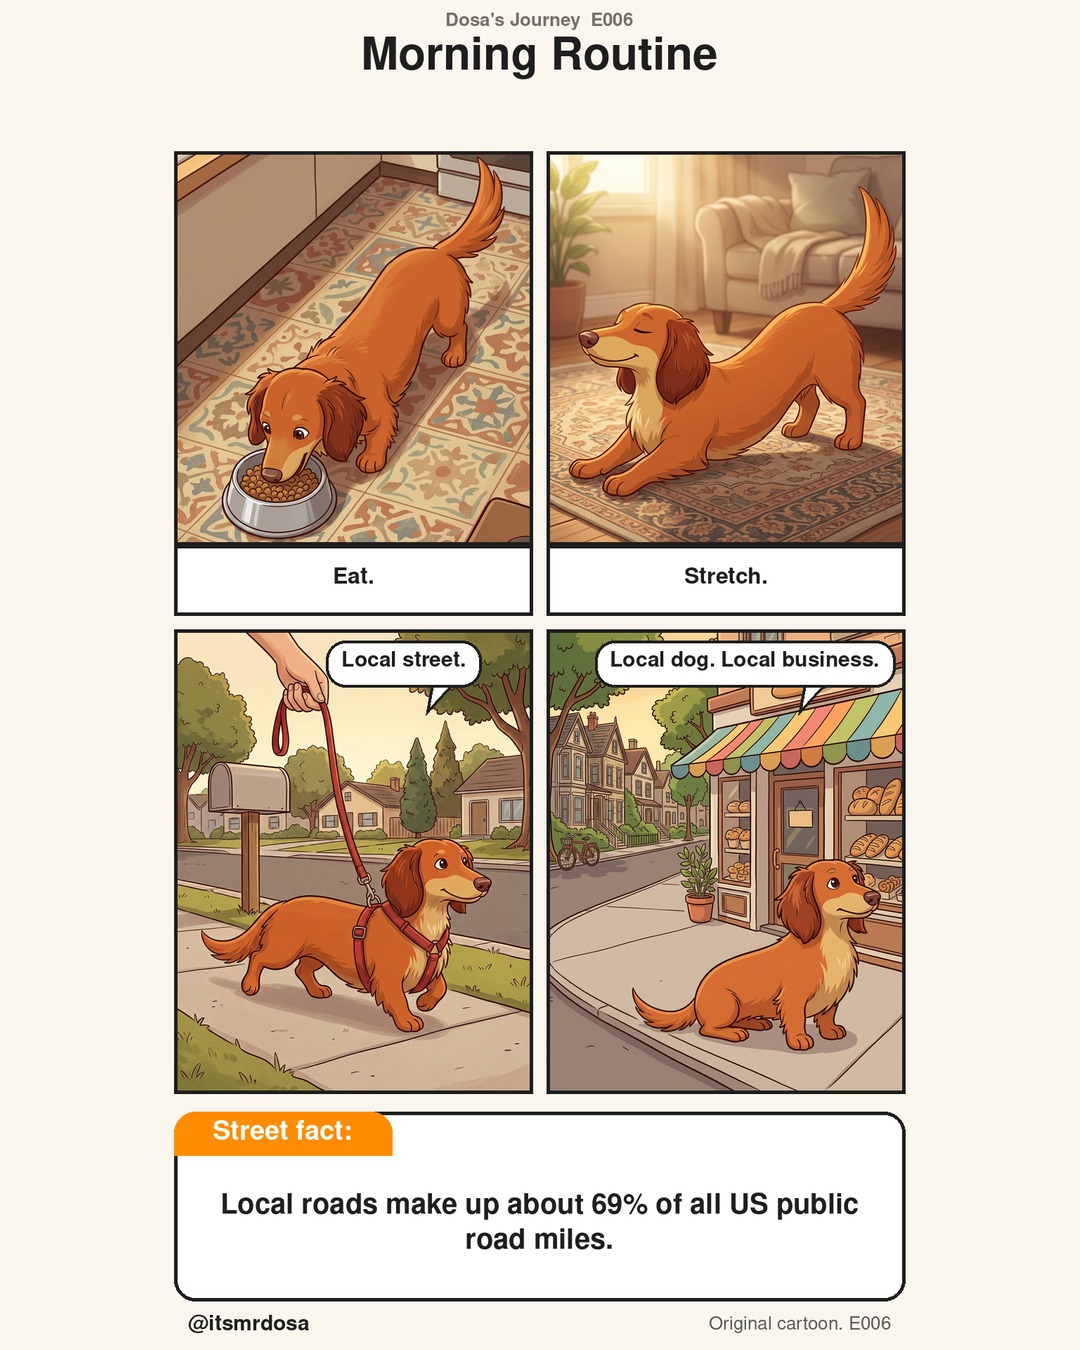 Dosa's Journey E006
Morning Routine
Eat.
Stretch.
Local street.
Local dog. Local business.
Street fact:
Local roads make up about 69% of all US public
road miles.
@itsmrdosa
Original cartoon. E006